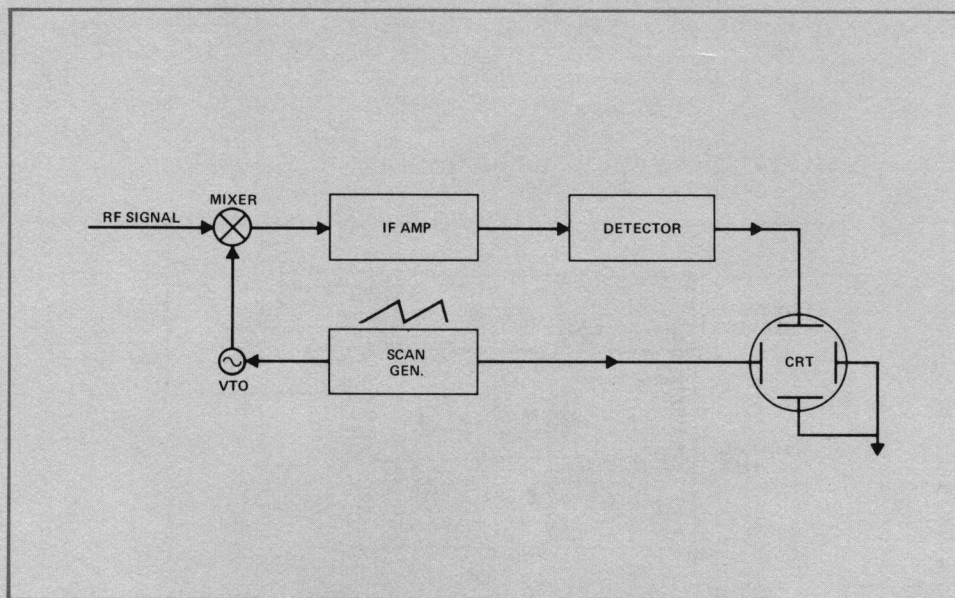 MIXER
RF SIGNAL
IF AMP
DETECTOR
SCAN
GEN.
CRT
VTO